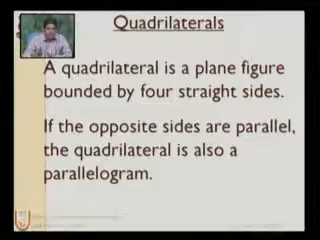 Quadrilaterals
A quadrilateral is a plane figure
bounded by four straight sides.
If the opposite sides are parallel,
the quadrilateral is also a
parallelogram.